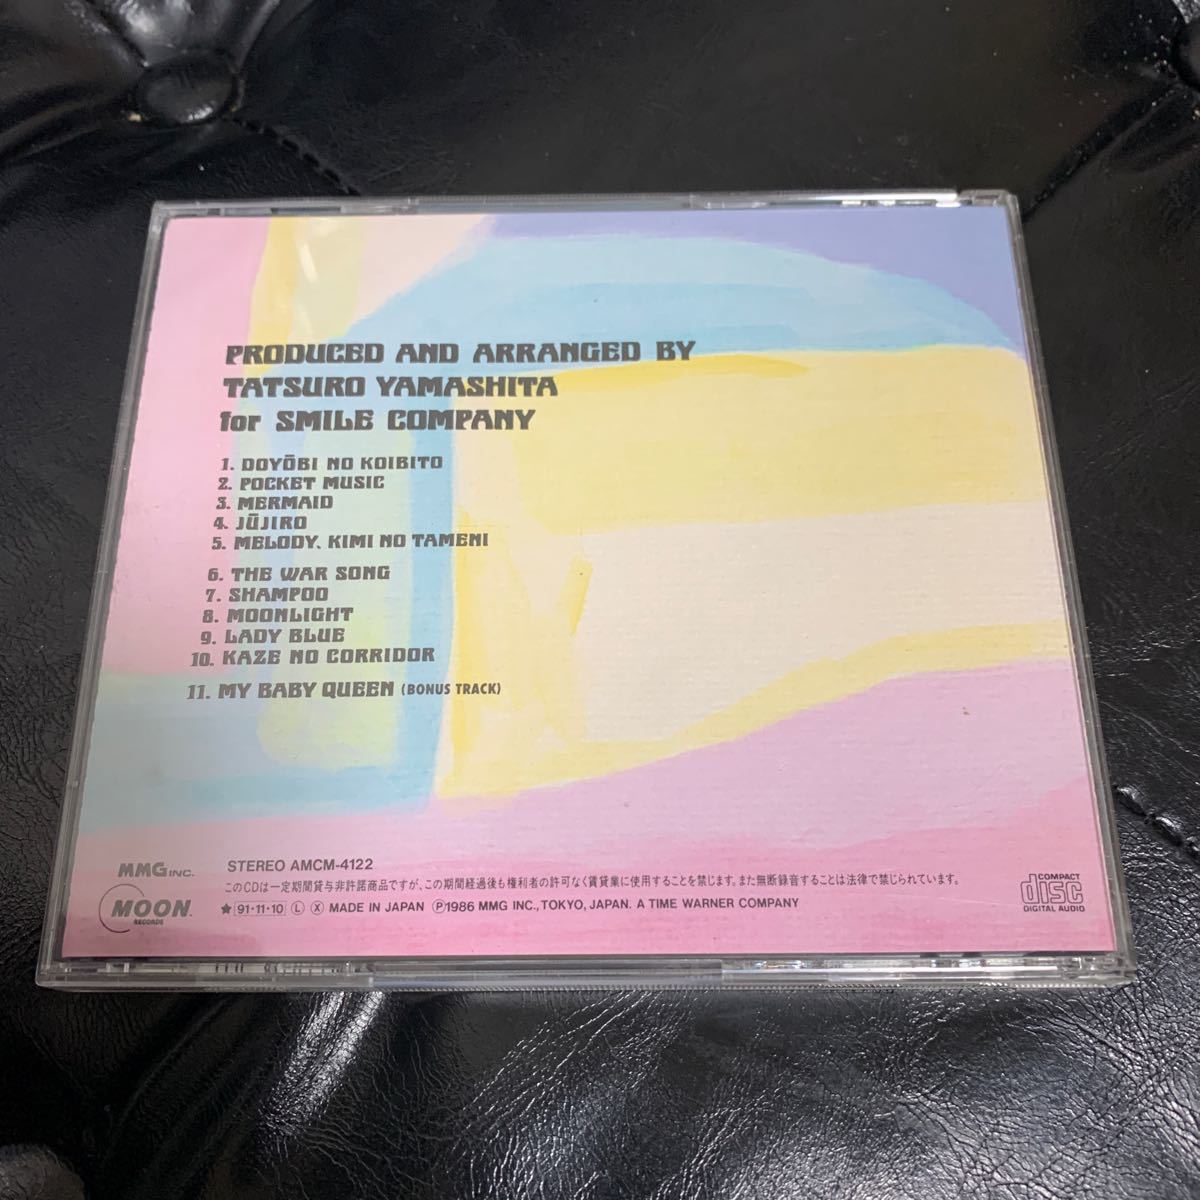 PRODUCED AND ARRANGED BY
TATSURO YAMASHITA
for SMILE COMPANY
1. DOYŌBI NO KOIBITO
2. POCKET MUSIC
3. MERMAID
4. JŪJIRO
5. MELODY, KIMI NO TAMENI
6. THE WAR SONG
7. SHAMPOO
8. MOONLIGHT
9. LADY BLUE
10. KAZE NO CORRIDOR
11. MY BABY QUEEN (BONUS TRACK)
MMG INC.
MOON
RECORDS
STEREO AMCM-4122
このCDは一定期間貸与非許諾商品ですが、この期間経過後も権利者の許可なく賃貸業に使用することを禁じます。また無断録音することは法律で禁じられています。
★91·11·10 Ⓛ Ⓧ MADE IN JAPAN Ⓟ1986 MMG INC., TOKYO, JAPAN. A TIME WARNER COMPANY
COMPACT
disc
DIGITAL AUDIO